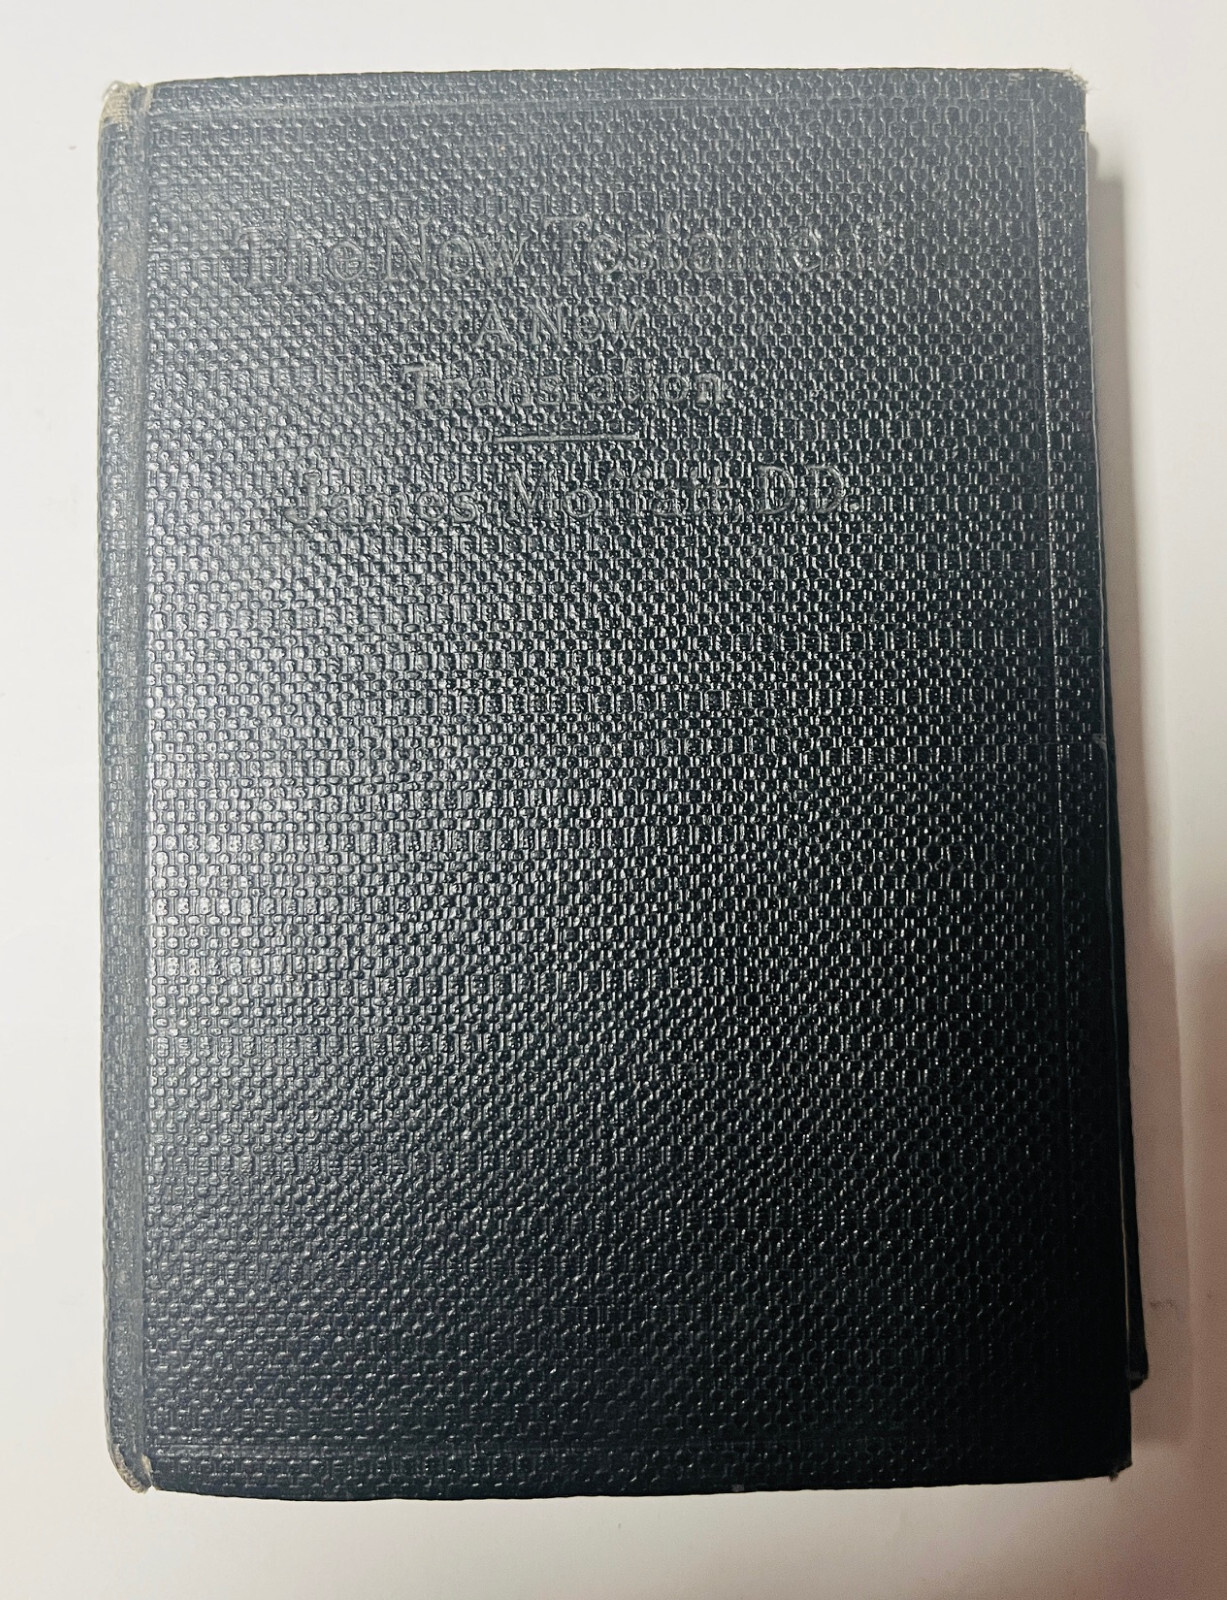 The New Testament
A New
Translation
James Moffatt, D.D.